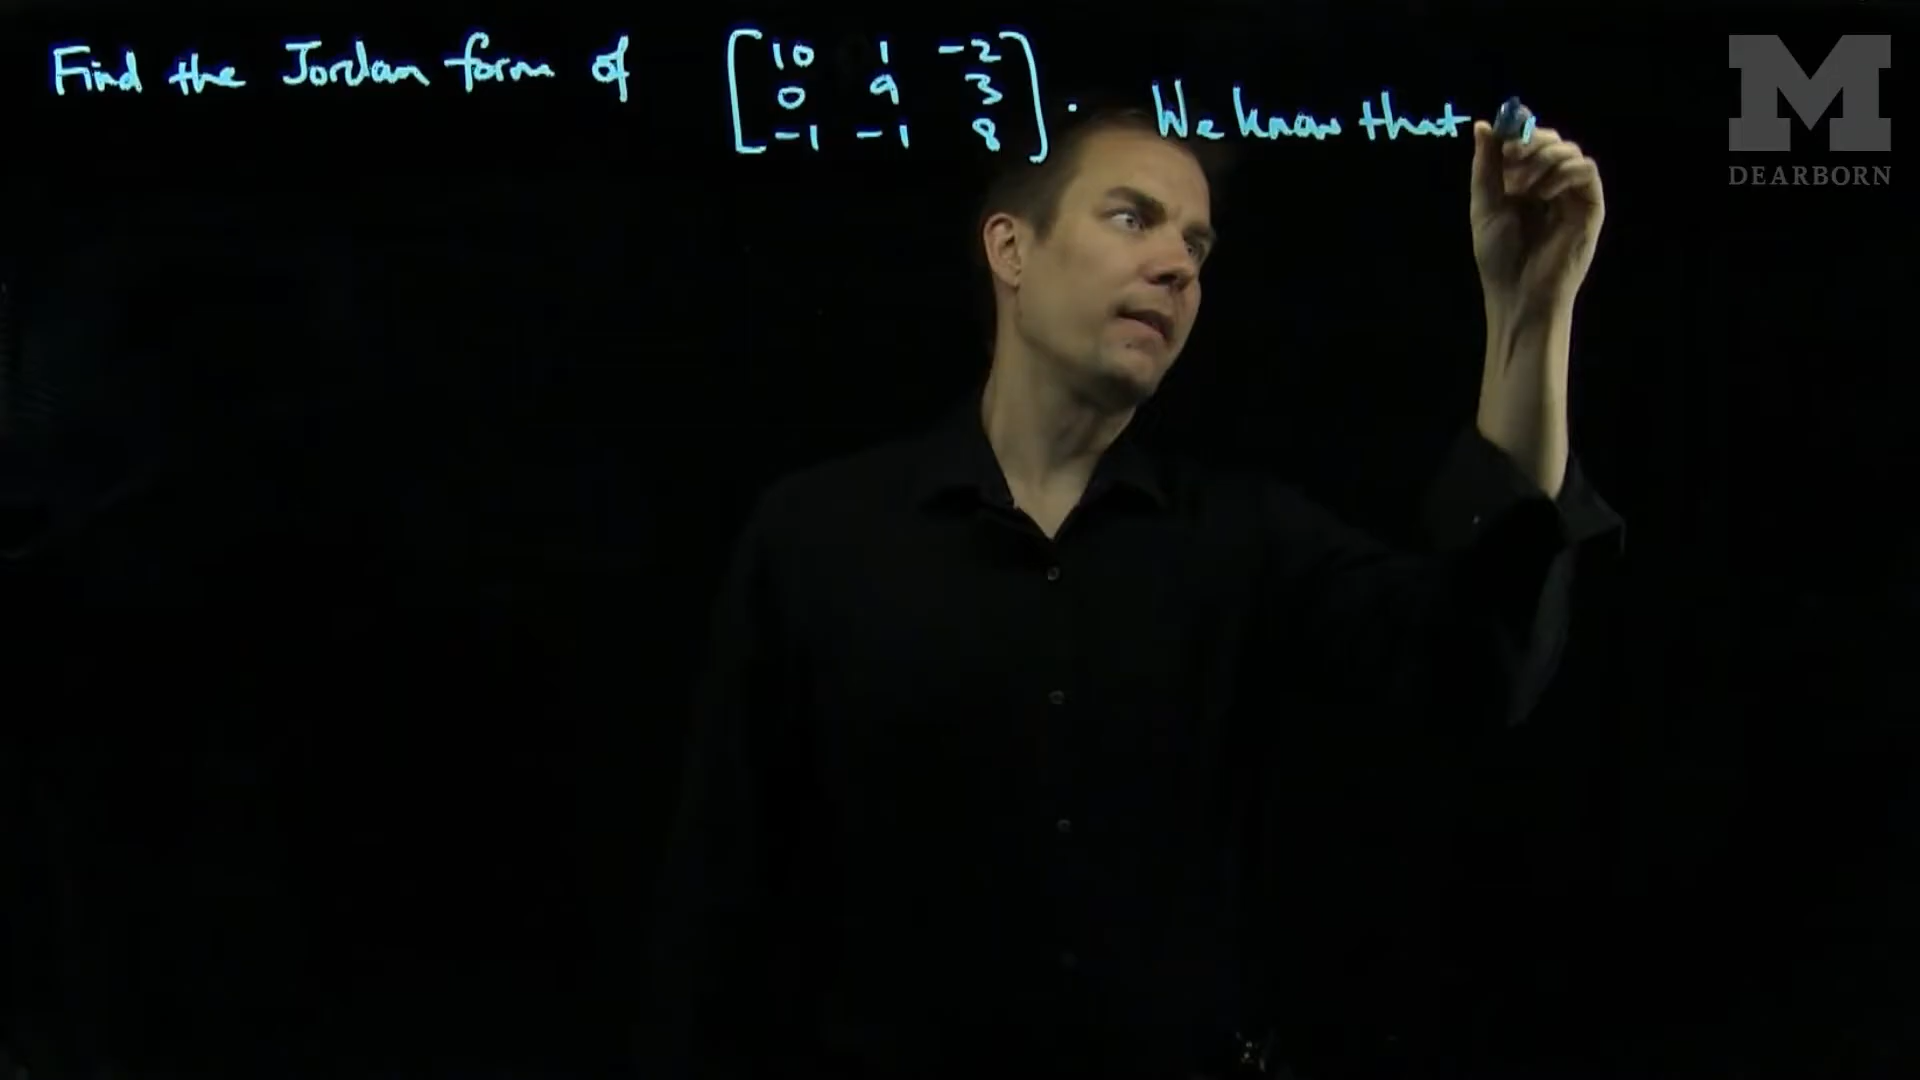 Find the Jordan form of [10 1 -2
0 9 3
-1 -1 8]. We know that
M
DEARBORN